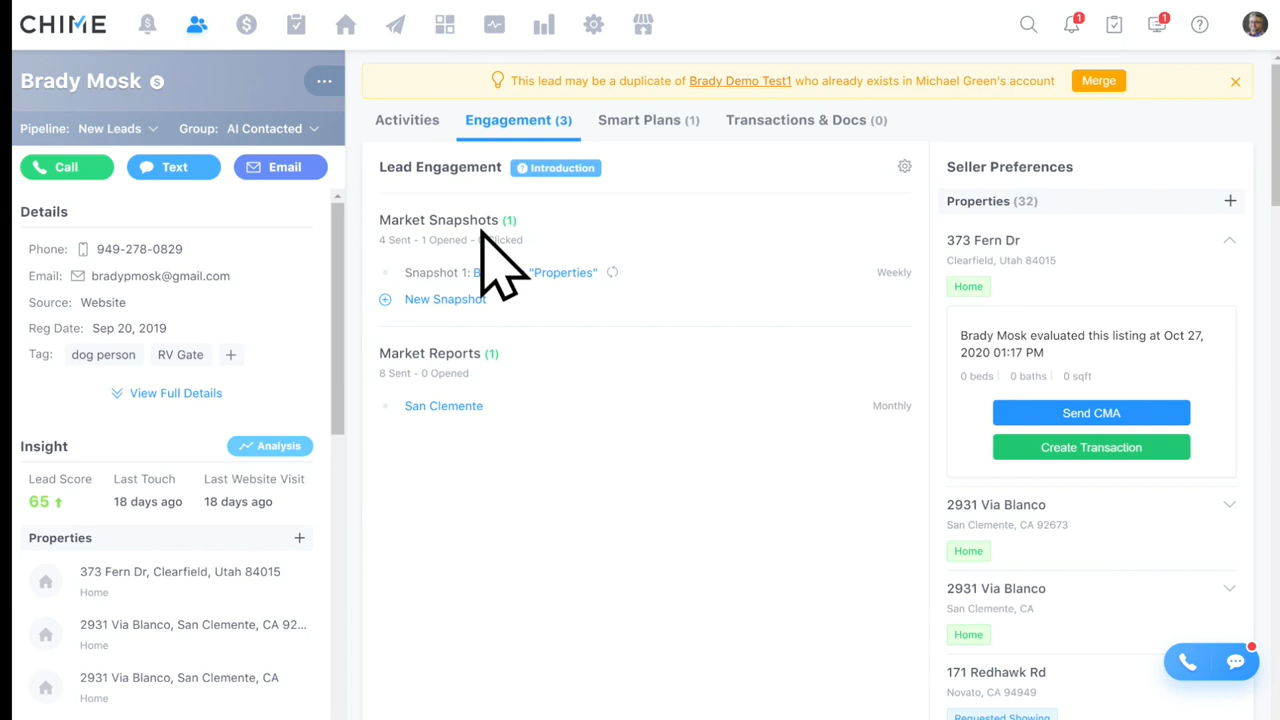 CHIME
1
1
Brady Mosk S
...
Pipeline: New Leads Group: AI Contacted
Call Text Email
Details
Phone: 949-278-0829
Email: bradypmosk@gmail.com
Source: Website
Reg Date: Sep 20, 2019
Tag: dog person RV Gate +
View Full Details
Insight Analysis
Lead Score Last Touch Last Website Visit
65 18 days ago 18 days ago
Properties +
373 Fern Dr, Clearfield, Utah 84015
Home
2931 Via Blanco, San Clemente, CA 92...
Home
2931 Via Blanco, San Clemente, CA
Home
This lead may be a duplicate of Brady Demo Test1 who already exists in Michael Green's account Merge
Activities Engagement (3) Smart Plans (1) Transactions & Docs (0)
Lead Engagement ? Introduction
Market Snapshots (1)
4 Sent - 1 Opened - Clicked
Snapshot 1: "Properties" Weekly
New Snapshot
Market Reports (1)
8 Sent - 0 Opened
San Clemente Monthly
Seller Preferences
Properties (32) +
373 Fern Dr
Clearfield, Utah 84015
Home
Brady Mosk evaluated this listing at Oct 27,
2020 01:17 PM
0 beds 0 baths 0 sqft
Send CMA
Create Transaction
2931 Via Blanco
San Clemente, CA 92673
Home
2931 Via Blanco
San Clemente, CA
Home
171 Redhawk Rd
Novato, CA 94949
Requested Showing